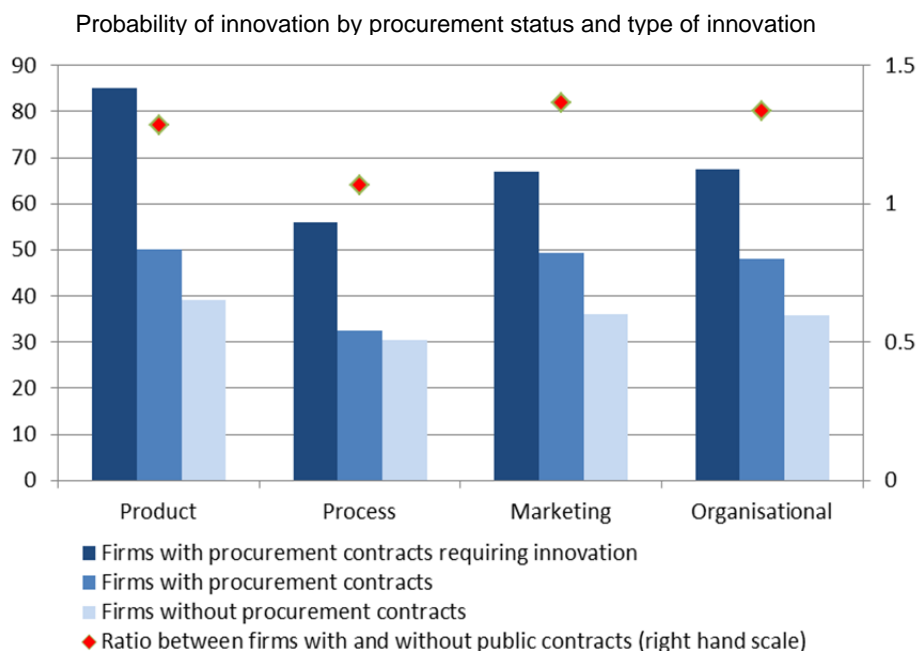 Probability of innovation by procurement status and type of innovation
90
80
70
60
50
40
30
20
10
0
1.5
1
0.5
0
Product
Process
Marketing
Organisational
Firms with procurement contracts requiring innovation
Firms with procurement contracts
Firms without procurement contracts
Ratio between firms with and without public contracts (right hand scale)